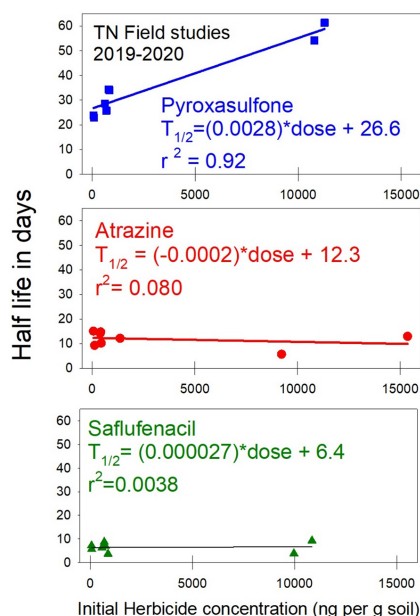 Half life in days
TN Field studies
2019-2020
Pyroxasulfone
T1/2=(0.0028)*dose + 26.6
r 2 = 0.92
60
50
40
30
20
10
0
0 5000 10000 15000
Atrazine
T1/2 = (-0.0002)*dose + 12.3
r2= 0.080
60
50
40
30
20
10
0
0 5000 10000 15000
Saflufenacil
T1/2= (0.000027)*dose + 6.4
r2=0.0038
60
50
40
30
20
10
0
0 5000 10000 15000
Initial Herbicide concentration (ng per g soil)